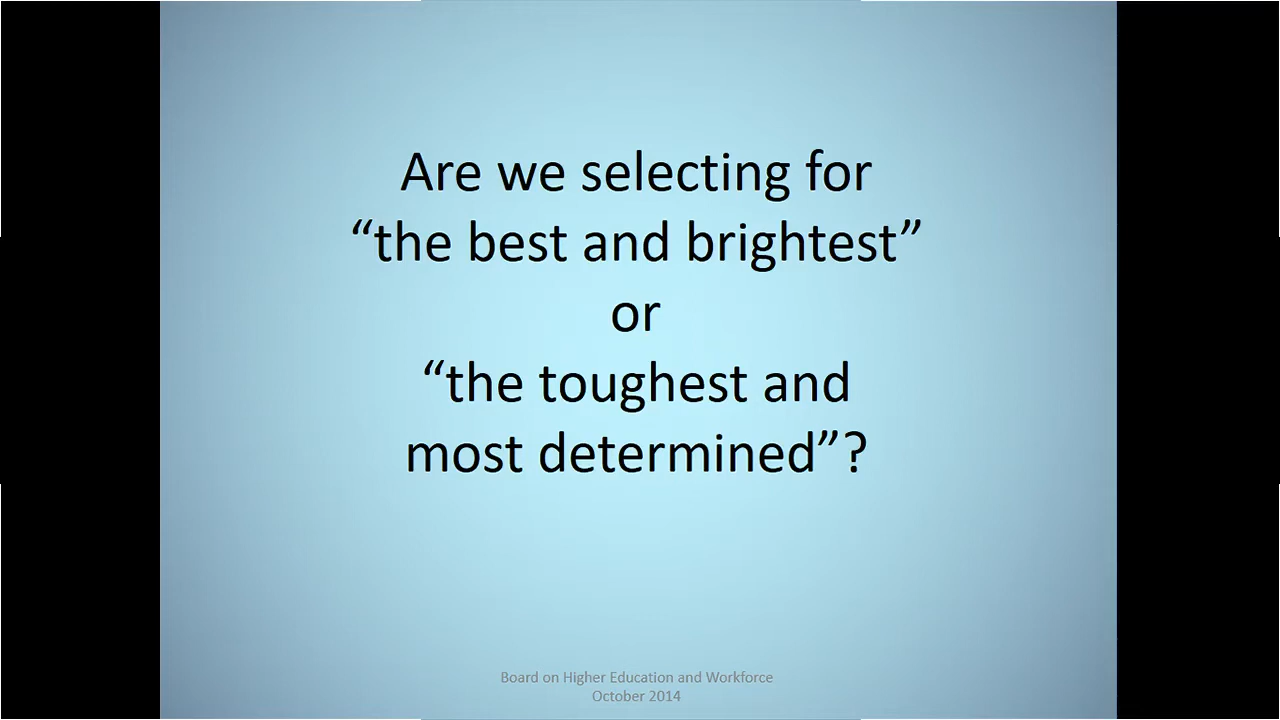 Are we selecting for
“the best and brightest”
or
“the toughest and
most determined”?
Board on Higher Education and Workforce
October 2014